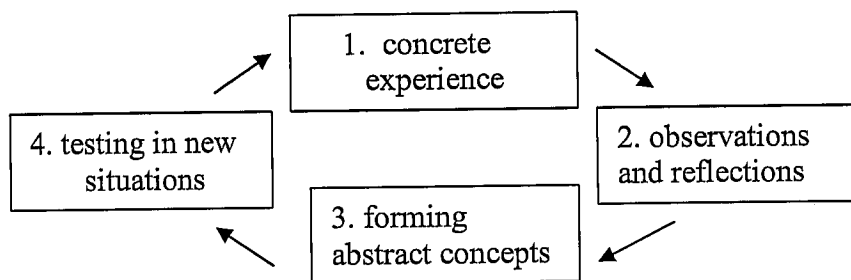 1. concrete
experience
2. observations
and reflections
3. forming
abstract concepts
4. testing in new
situations